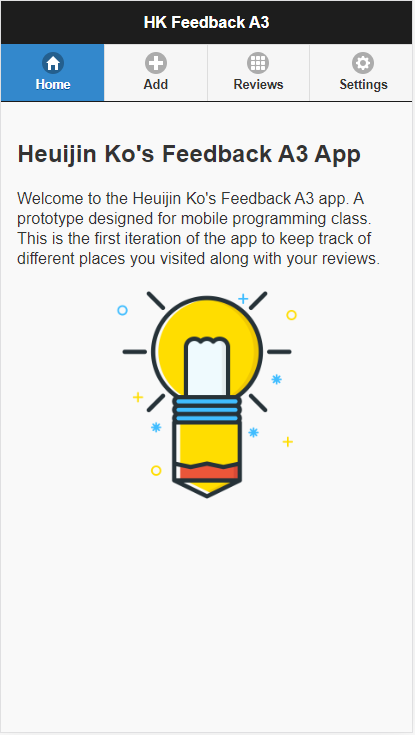 HK Feedback A3
Home Add Reviews Settings
Heuijin Ko's Feedback A3 App
Welcome to the Heuijin Ko's Feedback A3 app. A
prototype designed for mobile programming class.
This is the first iteration of the app to keep track of
different places you visited along with your reviews.